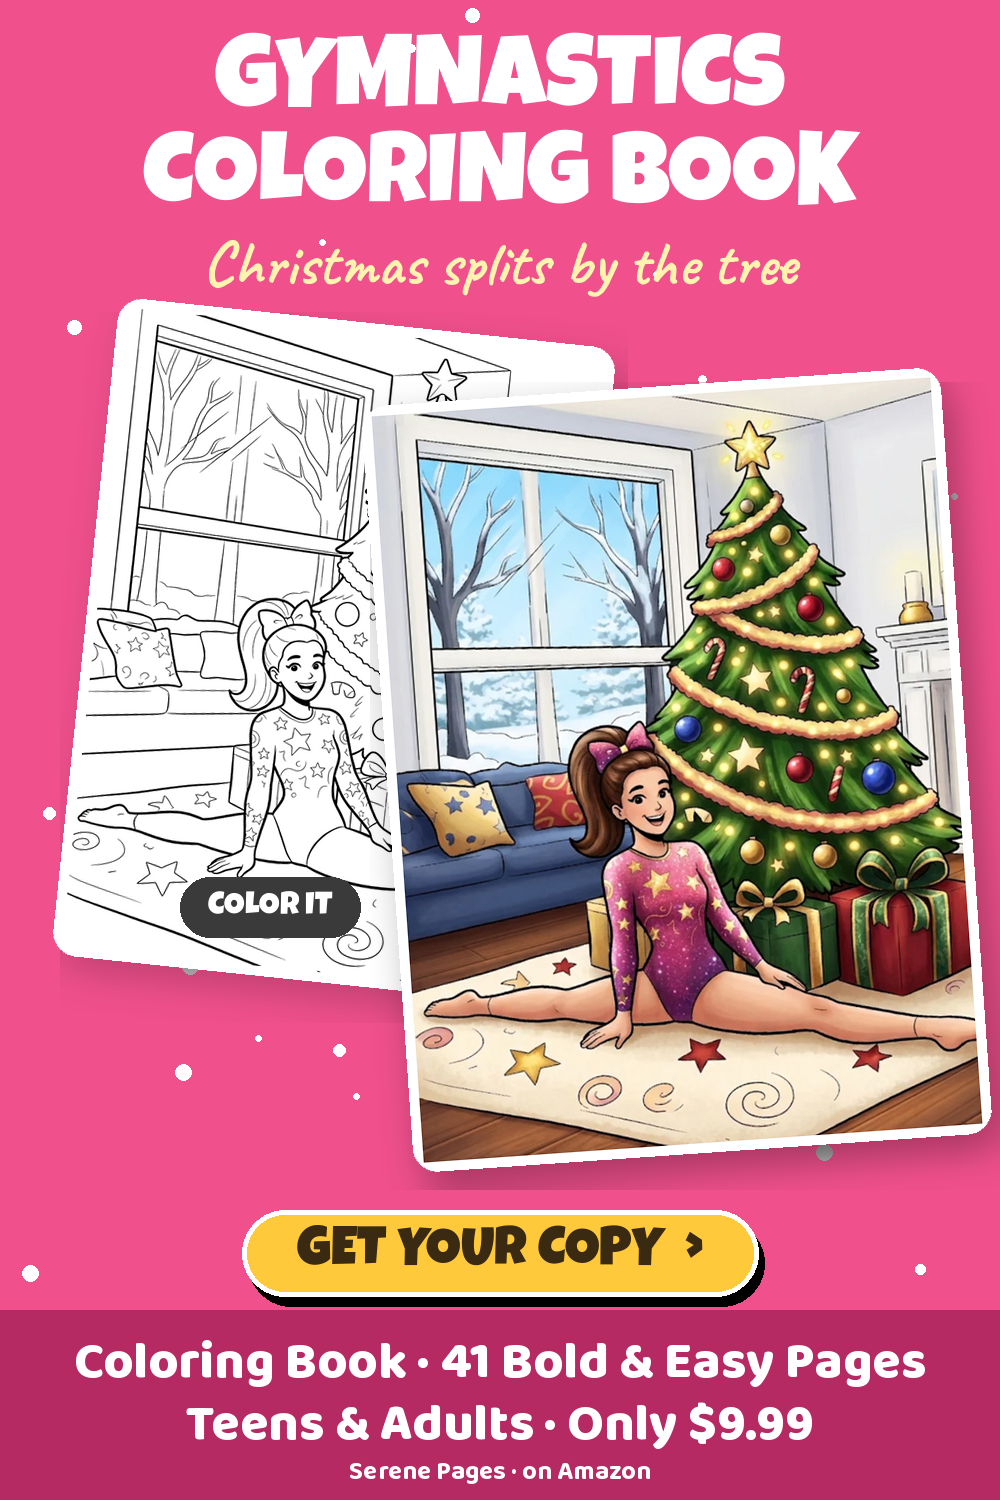 GYMNASTICS
COLORING BOOK
Christmas splits by the tree
COLOR IT
GET YOUR COPY ›
Coloring Book · 41 Bold & Easy Pages
Teens & Adults · Only $9.99
Serene Pages · on Amazon